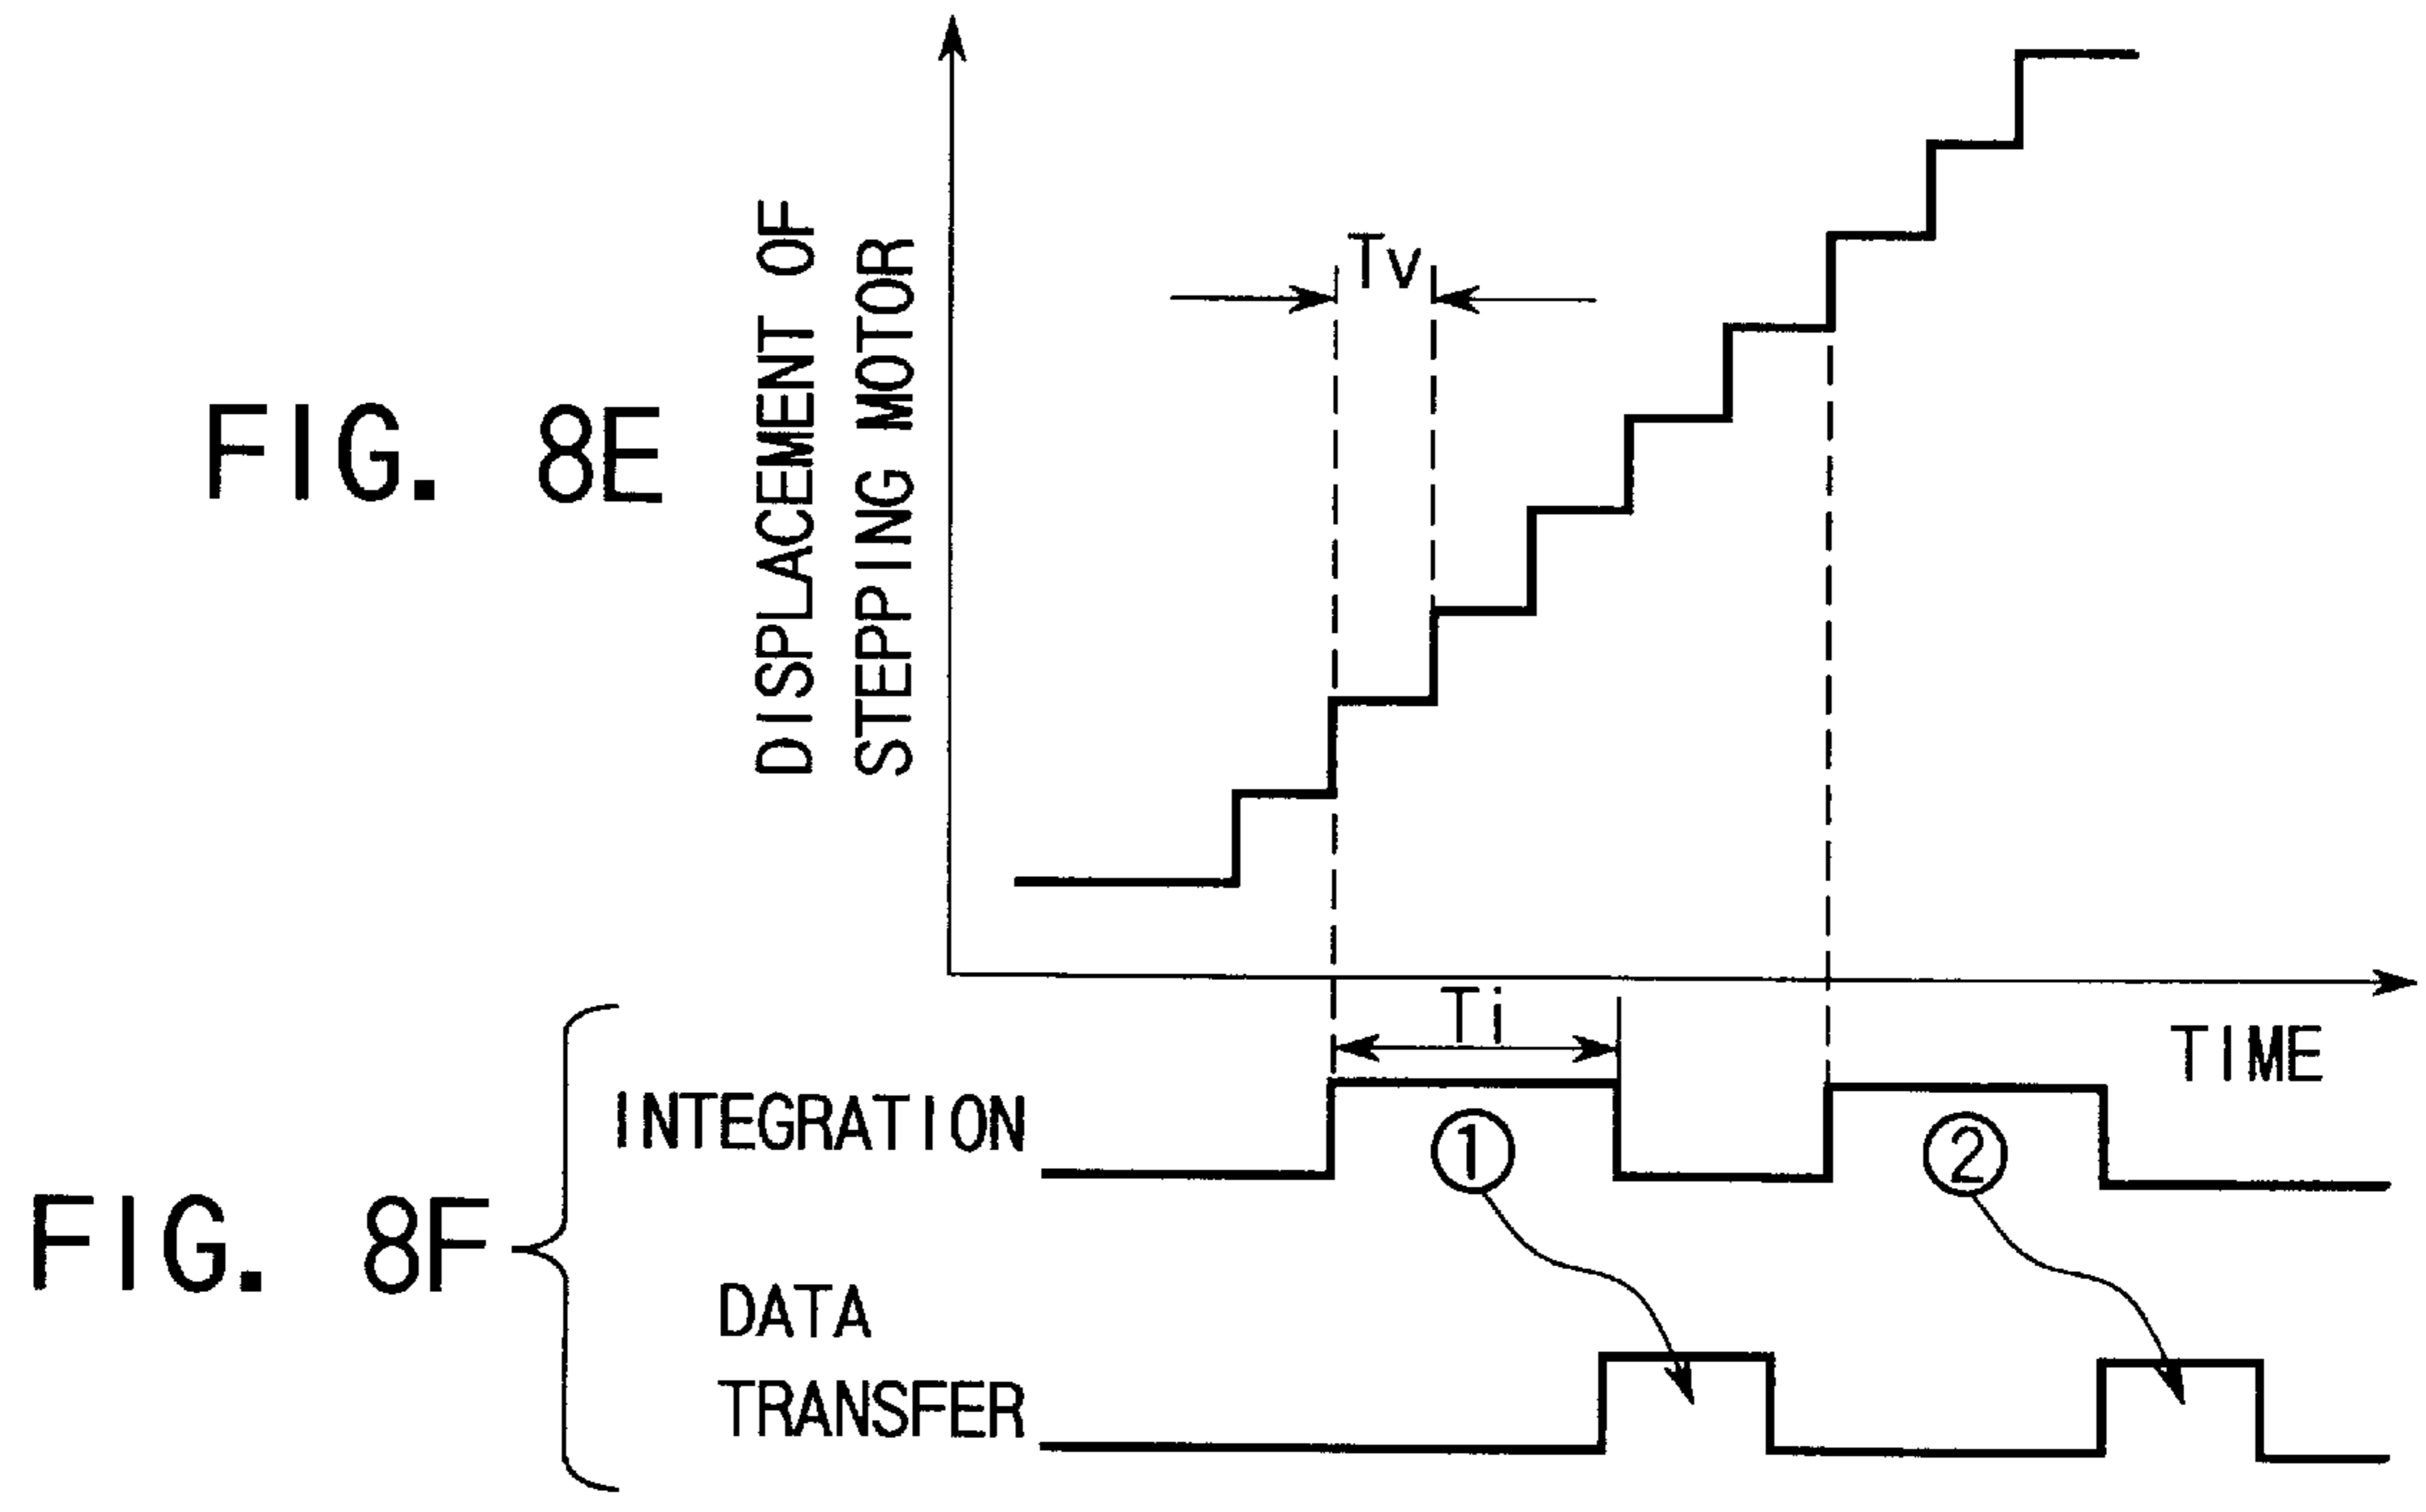 FIG. 8E
DISPLACEMENT OF
STEPPING MOTOR
Tv
TIME
FIG. 8F
Ti
INTEGRATION
①
②
DATA
TRANSFER